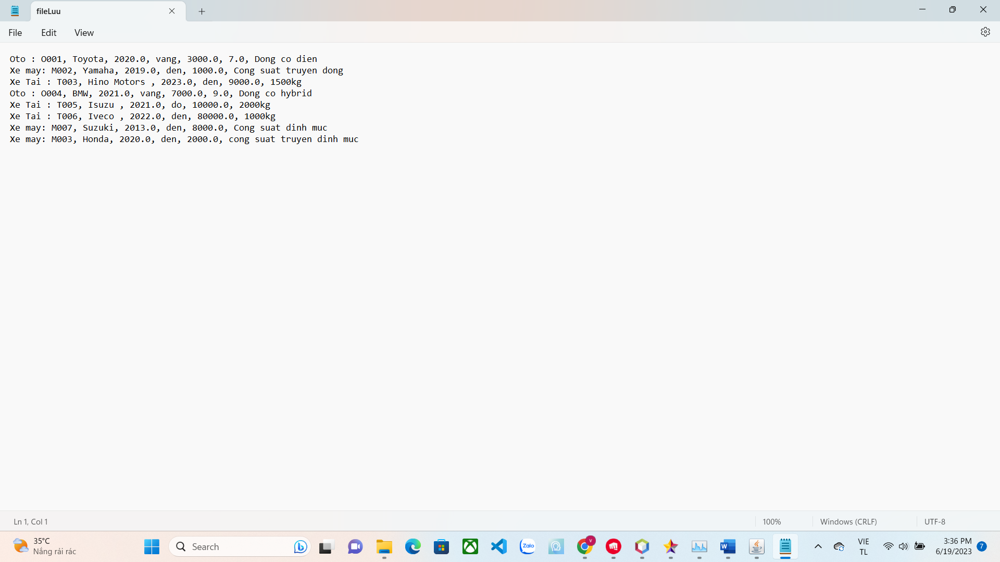 fileLuu
File Edit View
Oto : O001, Toyota, 2020.0, vang, 3000.0, 7.0, Dong co dien
Xe may: M002, Yamaha, 2019.0, den, 1000.0, Cong suat truyen dong
Xe Tai : T003, Hino Motors , 2023.0, den, 9000.0, 1500kg
Oto : O004, BMW, 2021.0, vang, 7000.0, 9.0, Dong co hybrid
Xe Tai : T005, Isuzu , 2021.0, do, 10000.0, 2000kg
Xe Tai : T006, Iveco , 2022.0, den, 80000.0, 1000kg
Xe may: M007, Suzuki, 2013.0, den, 8000.0, Cong suat dinh muc
Xe may: M003, Honda, 2020.0, den, 2000.0, cong suat truyen dinh muc
Ln 1, Col 1 100% Windows (CRLF) UTF-8
35°C
Nắng rải rác
Search
Zalo
V
W
VIE
TL
3:36 PM
6/19/2023
7